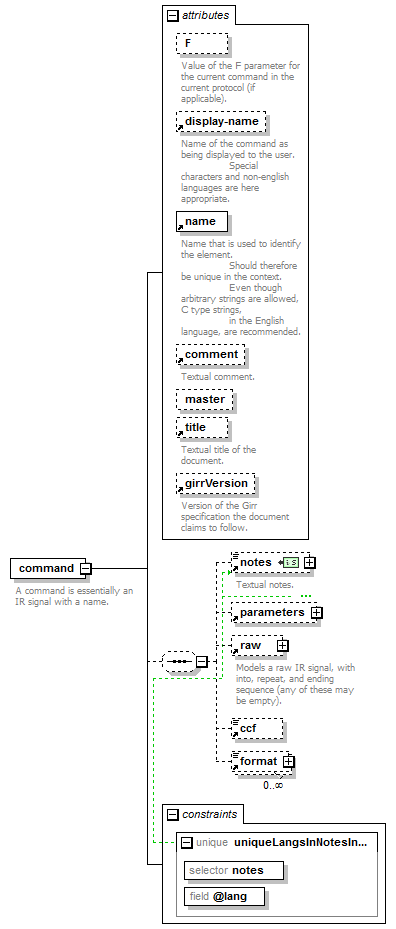 attributes
F
Value of the F parameter for
the current command in the
current protocol (if
applicable).
display-name
Name of the command as
being displayed to the user.
Special
characters and non-english
languages are here
appropriate.
name
Name that is used to identify
the element.
Should therefore
be unique in the context.
Even though
arbitrary strings are allowed,
C type strings,
in the English
language, are recommended.
comment
Textual comment.
master
title
Textual title of the
document.
girrVersion
Version of the Girr
specification the document
claims to follow.
command
A command is essentially an
IR signal with a name.
notes
Textual notes.
parameters
raw
Models a raw IR signal, with
into, repeat, and ending
sequence (any of these may
be empty).
ccf
format
0..∞
constraints
unique uniqueLangsInNotesIn...
selector notes
field @lang